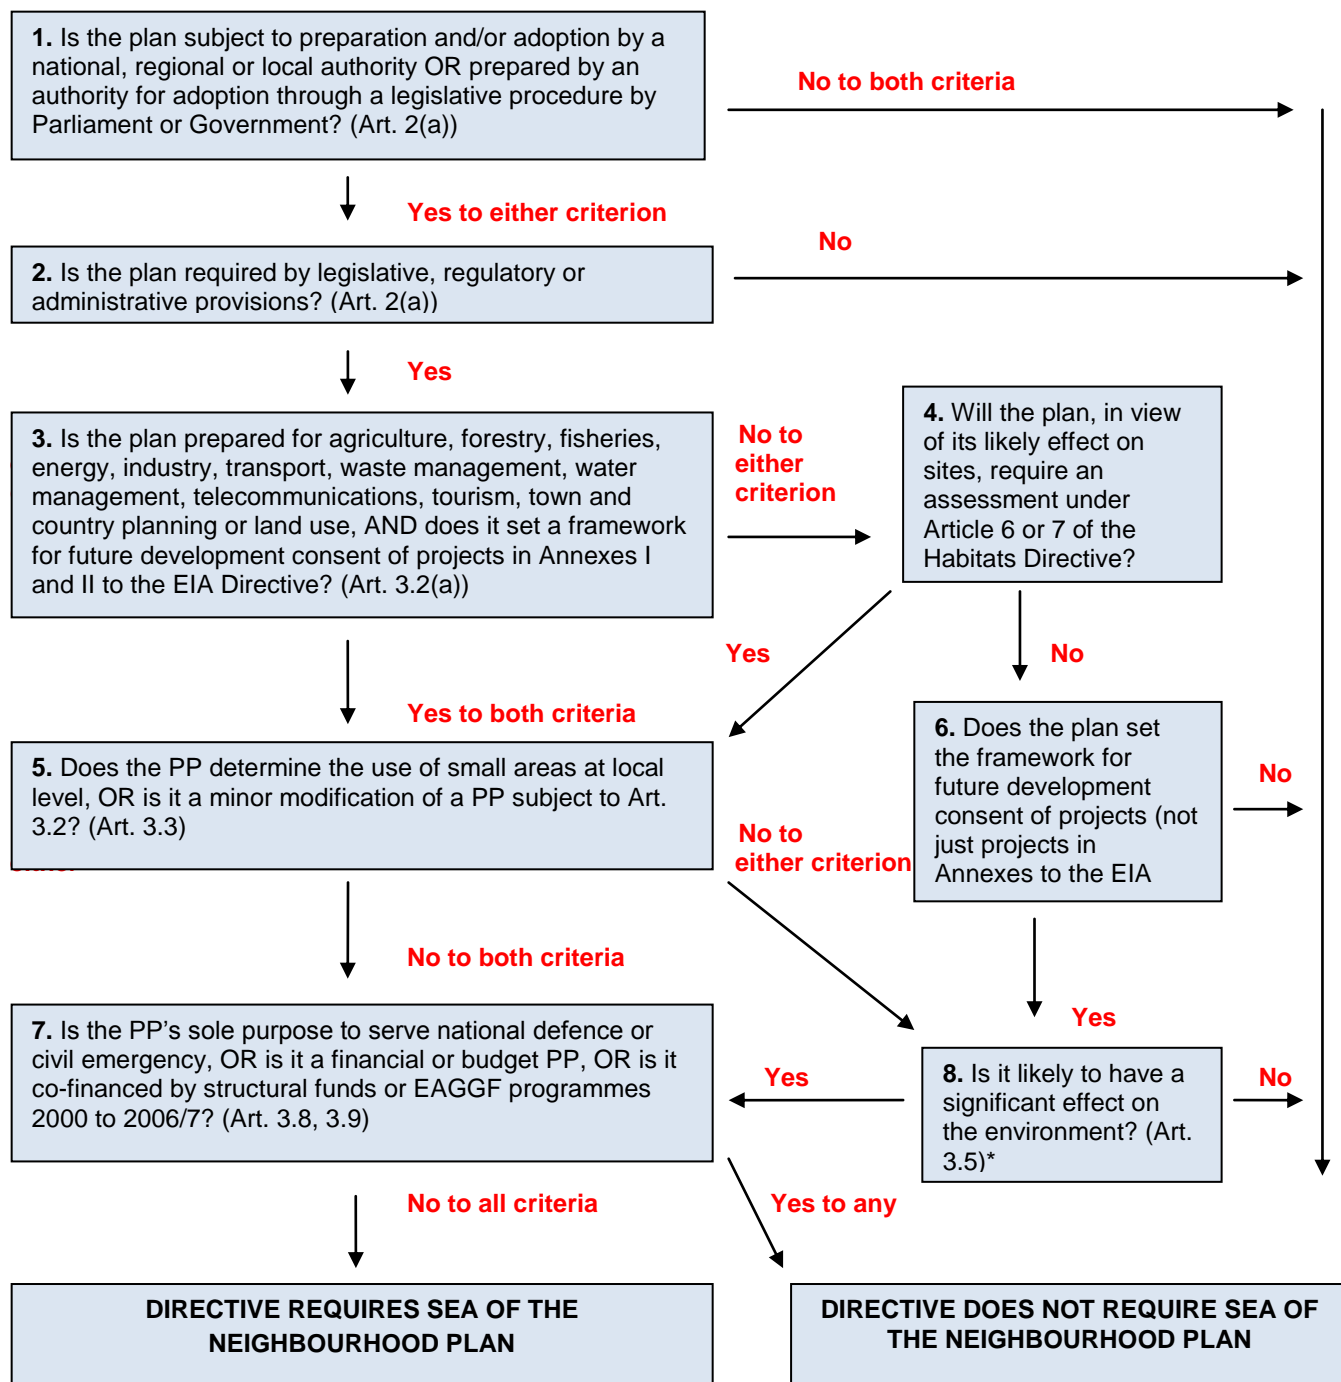 1. Is the plan subject to preparation and/or adoption by a
national, regional or local authority OR prepared by an
authority for adoption through a legislative procedure by
Parliament or Government? (Art. 2(a))
No to both criteria
Yes to either criterion
2. Is the plan required by legislative, regulatory or
administrative provisions? (Art. 2(a))
No
Yes
3. Is the plan prepared for agriculture, forestry, fisheries,
energy, industry, transport, waste management, water
management, telecommunications, tourism, town and
country planning or land use, AND does it set a framework
for future development consent of projects in Annexes I
and II to the EIA Directive? (Art. 3.2(a))
No to
either
criterion
4. Will the plan, in view
of its likely effect on
sites, require an
assessment under
Article 6 or 7 of the
Habitats Directive?
Yes
No
Yes to both criteria
5. Does the PP determine the use of small areas at local
level, OR is it a minor modification of a PP subject to Art.
3.2? (Art. 3.3)
No to
either criterion
6. Does the plan set
the framework for
future development
consent of projects (not
just projects in
Annexes to the EIA
No
No to both criteria
Yes
7. Is the PP's sole purpose to serve national defence or
civil emergency, OR is it a financial or budget PP, OR is it
co-financed by structural funds or EAGGF programmes
2000 to 2006/7? (Art. 3.8, 3.9)
Yes
8. Is it likely to have a
significant effect on
the environment? (Art.
3.5)*
No
No to all criteria
Yes to any
DIRECTIVE REQUIRES SEA OF THE
NEIGHBOURHOOD PLAN
DIRECTIVE DOES NOT REQUIRE SEA OF
THE NEIGHBOURHOOD PLAN